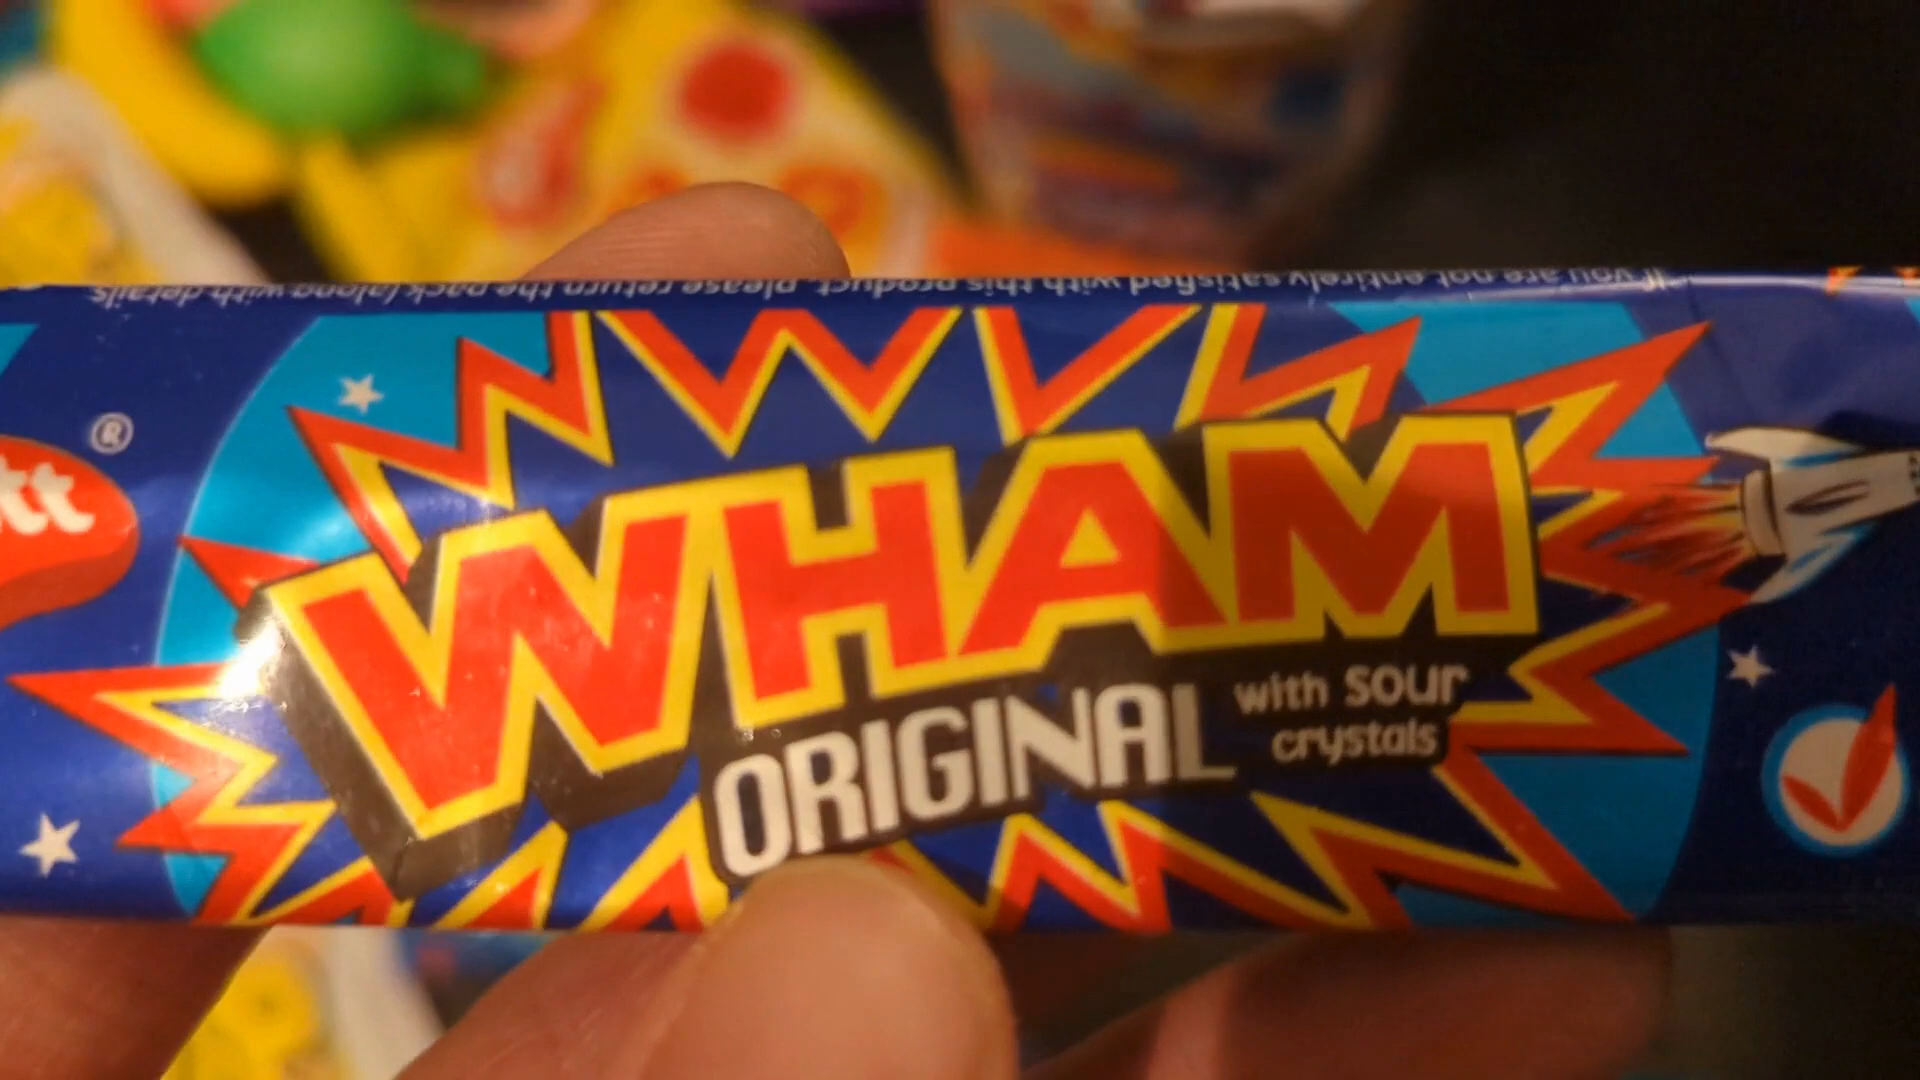 If you are not entirely satisfied with this product, please return the pack (along with details
tt
®
WHAM
ORIGINAL
with sour
crystals